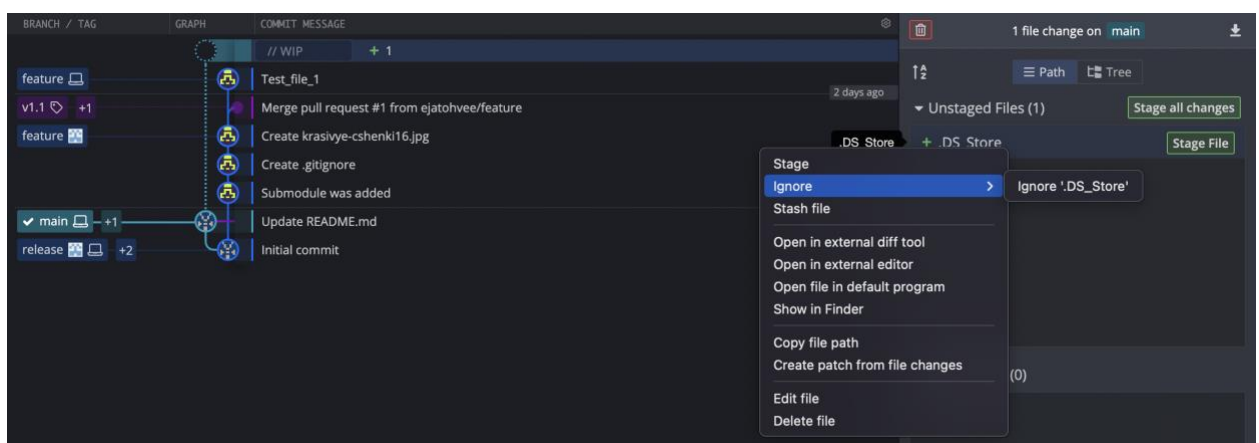 BRANCH / TAG GRAPH COMMIT MESSAGE
1 file change on main
// WIP + 1
feature Test_file_1
Path Tree
2 days ago
v1.1 +1 Merge pull request #1 from ejatohvee/feature
Unstaged Files (1) Stage all changes
feature Create krasivye-cshenki16.jpg
.DS_Store
+ .DS_Store Stage File
Create .gitignore
Submodule was added
main +1 Update README.md
release +2 Initial commit
Stage
Ignore
Ignore '.DS_Store'
Stash file
Open in external diff tool
Open in external editor
Open file in default program
Show in Finder
Copy file path
Create patch from file changes
(0)
Edit file
Delete file